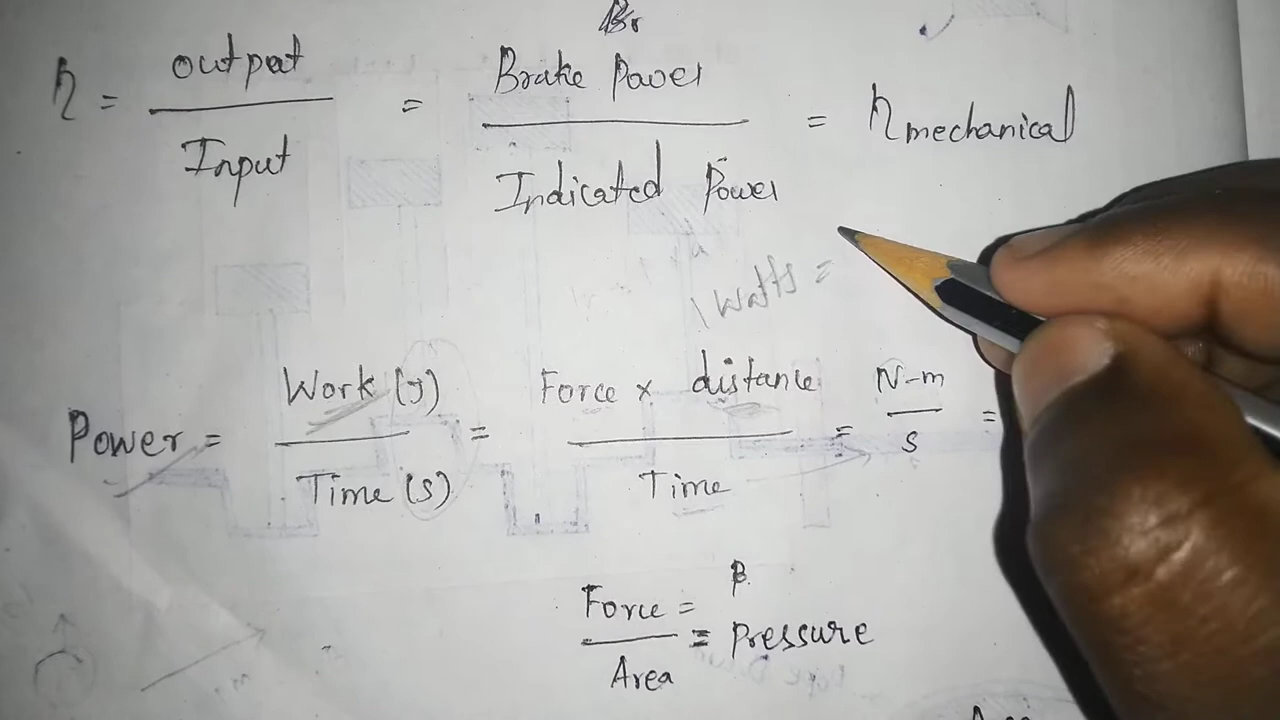 η = output / Input = Brake Power / Indicated Power = η mechanical
1 watts =
Power = Work (J) / Time (s) = Force × distance / Time = N-m / s =
Force / Area = = Pressure